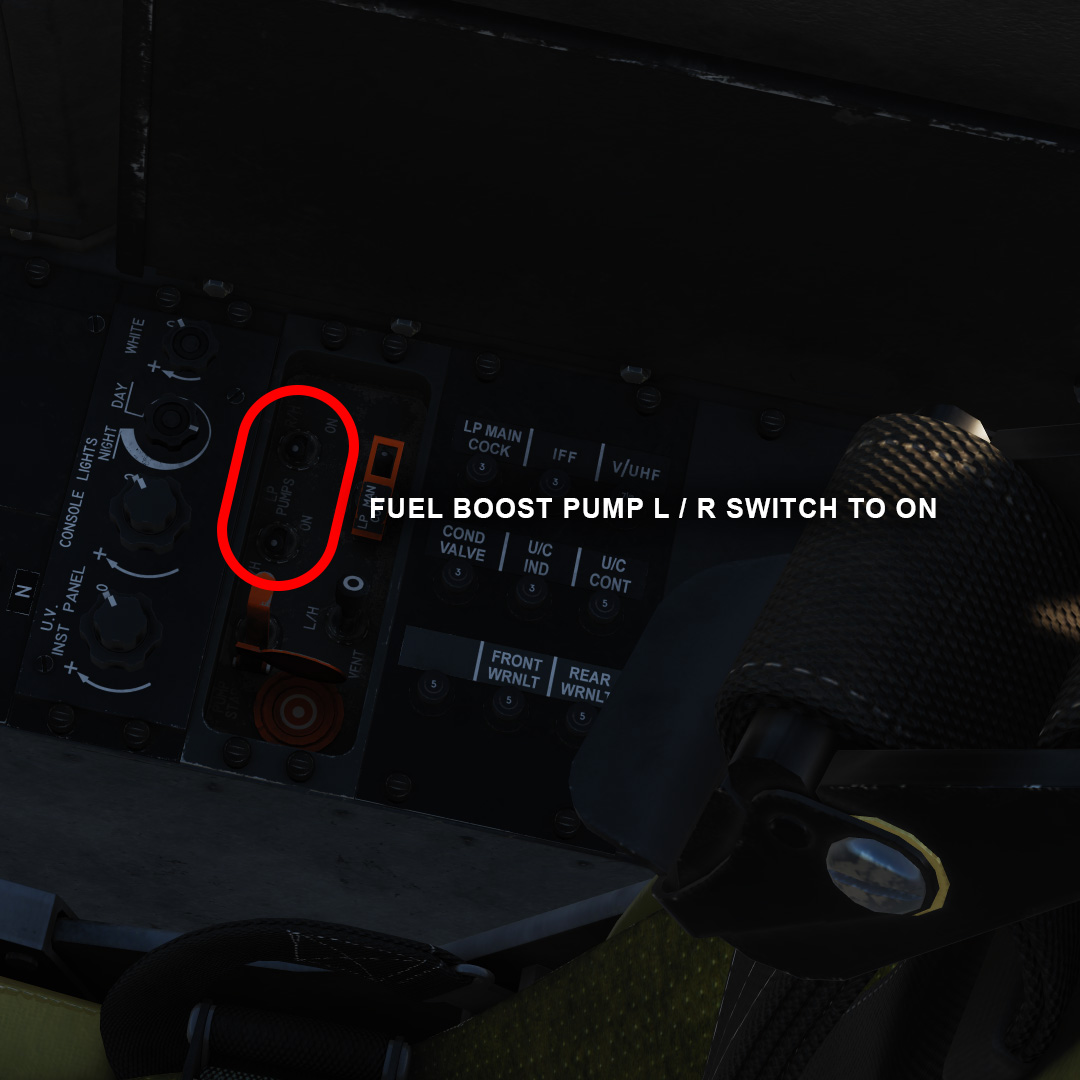 WHITE
DAY
NIGHT
CONSOLE LIGHTS
U.V.
INST PANEL
N
ON
LP
PUMPS
ON
L/H
VENT
LP MAIN
COCK
3
IFF
3
V/UHF
FUEL BOOST PUMP L / R SWITCH TO ON
COND
VALVE
3
U/C
IND
3
U/C
CONT
5
5
FRONT
WRNLT
5
REAR
WRNLT
5